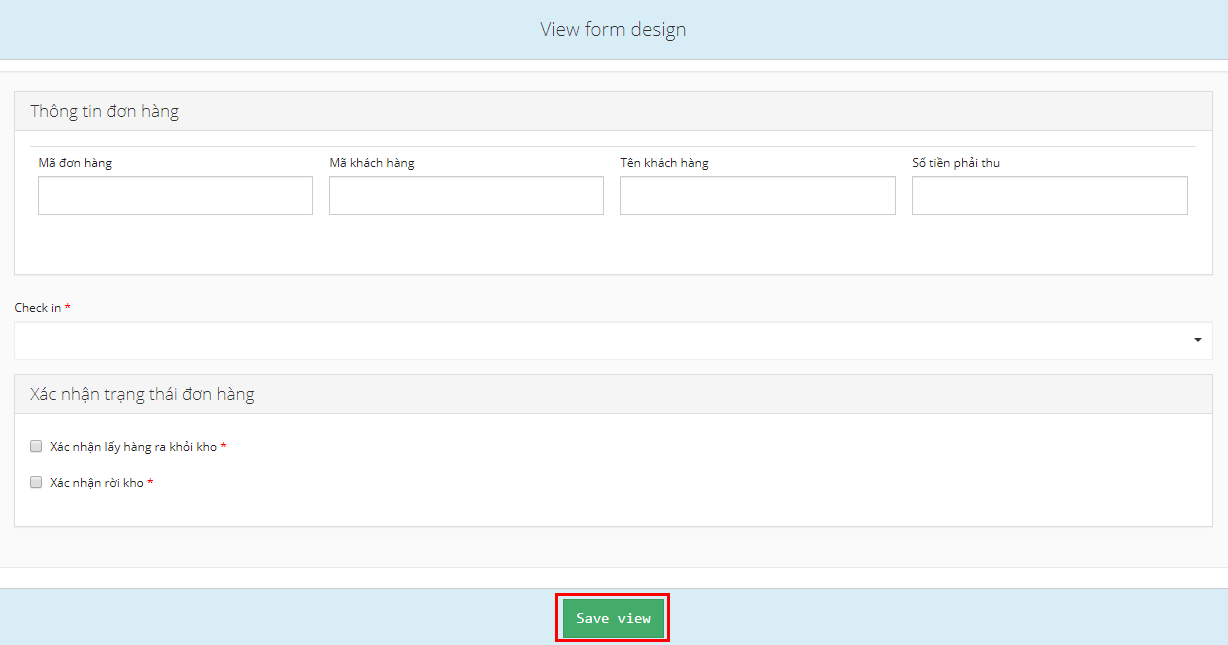 View form design
Thông tin đơn hàng
Mã đơn hàng Mã khách hàng Tên khách hàng Số tiền phải thu
Check in *
Xác nhận trạng thái đơn hàng
Xác nhận lấy hàng ra khỏi kho *
Xác nhận rời kho *
Save view